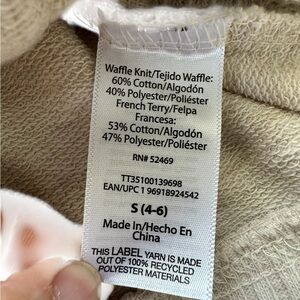 Waffle Knit/Tejido Waffle:
60% Cotton/Algodón
40% Polyester/Poliéster
French Terry/Felpa
Francesa:
53% Cotton/Algodón
47% Polyester/Poliéster
RN# 52469
TT35100139698
EAN/UPC 1 96918924542
S (4-6)
Made In/Hecho En
China
THIS LABEL YARN IS MADE
OUT OF 100% RECYCLED
POLYESTER MATERIALS